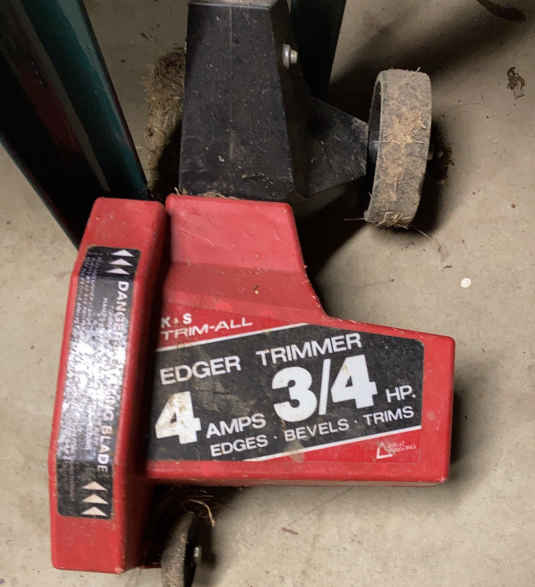 K&S
TRIM-ALL
EDGER TRIMMER
4 AMPS 3/4 HP.
EDGES · BEVELS · TRIMS
DANGER
BLADE